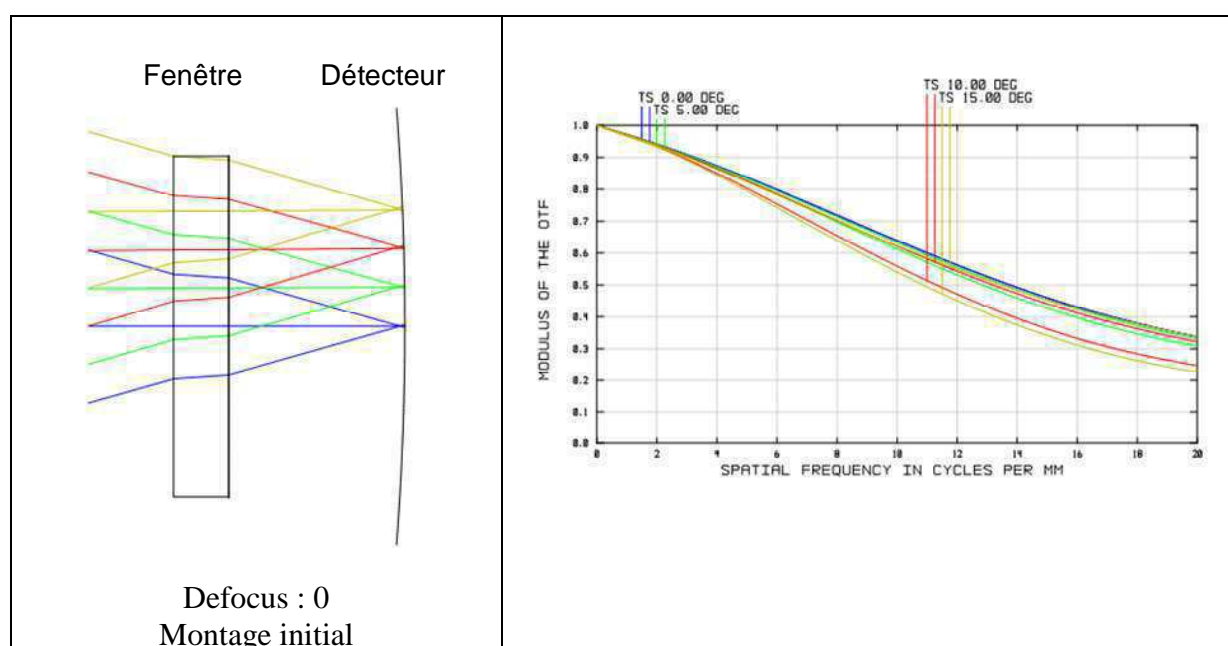 Fenêtre Détecteur
Defocus : 0
Montage initial
TS 10.00 DEG
TS 0.00 DEG TS 15.00 DEG
TS 5.00 DEG
1.0
0.9
0.8
0.7
0.6
0.5
0.4
0.3
0.2
0.1
0.0
MODULUS OF THE OTF
0 2 4 6 8 10 12 14 16 18 20
SPATIAL FREQUENCY IN CYCLES PER MM